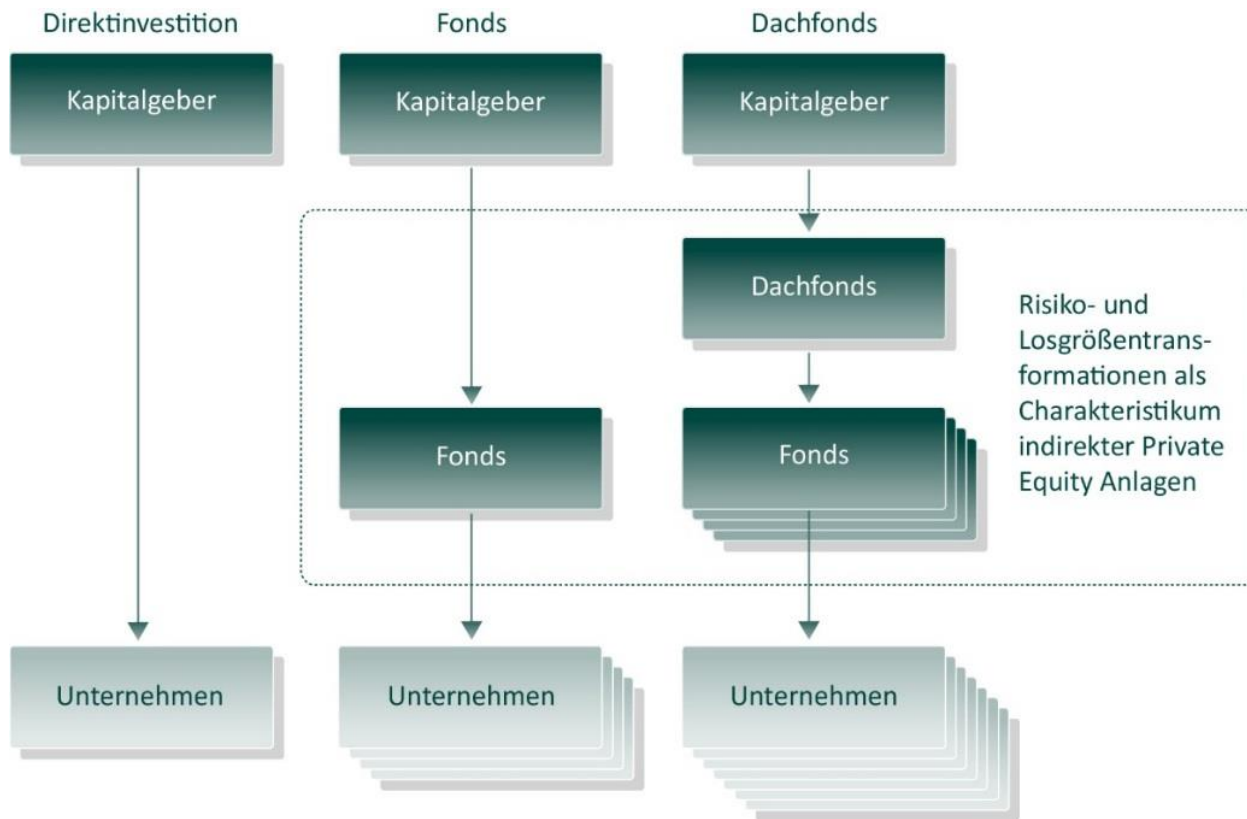 Direktinvestition
Fonds
Dachfonds
Kapitalgeber
Kapitalgeber
Kapitalgeber
Dachfonds
Risiko- und
Losgrößentrans-
formationen als
Charakteristikum
indirekter Private
Equity Anlagen
Fonds
Fonds
Unternehmen
Unternehmen
Unternehmen